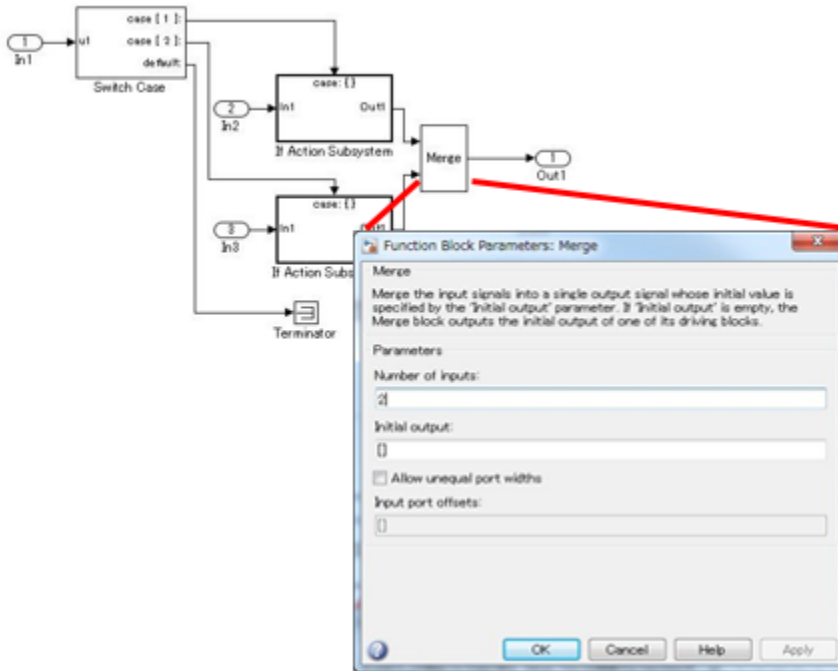 case [ 1 ]:
u1
case [ 2 ]:
default:
1
In1
Switch Case
case: {}
2
In1
Out1
In2
If Action Subsystem
Merge
1
Out1
case: {}
3
In1
In3
If Action Subs
Terminator
Function Block Parameters: Merge
Merge
Merge the input signals into a single output signal whose initial value is
specified by the 'Initial output' parameter. If 'Initial output' is empty, the
Merge block outputs the initial output of one of its driving blocks.
Parameters
Number of inputs:
2
Initial output:
[]
Allow unequal port widths
Input port offsets:
[]
OK
Cancel
Help
Apply